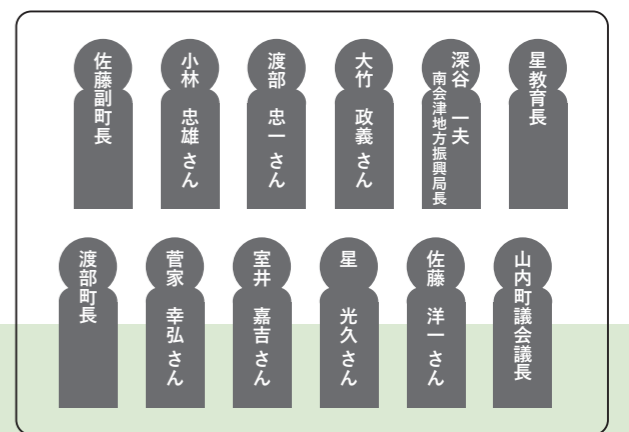 佐藤副町長
小林 忠雄さん
渡部 忠一さん
大竹 政義さん
深谷 一夫
南会津地方振興局長
星教育長
渡部町長
菅家 幸弘さん
室井 嘉吉さん
星 光久さん
佐藤 洋一さん
山内町議会議長